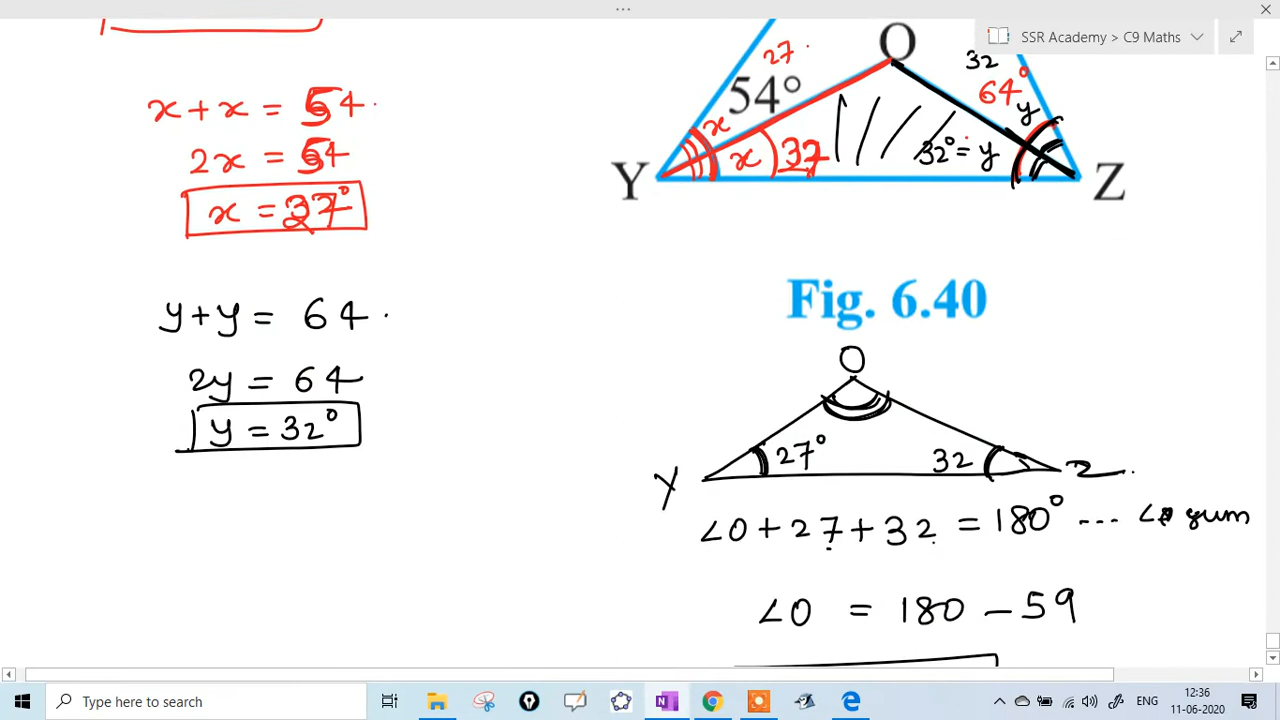 SSR Academy > C9 Maths
x + x = 54
2x = 54
x = 27°
y + y = 64
2y = 64
y = 32°
O
27
54°
x
x
37
32
64°
y
32° = y
Y
Z
Fig. 6.40
O
27°
32
Y
Z
∠O + 27 + 32 = 180° ... ∠ sum
∠O = 180 - 59
Type here to search
ENG
12:36
11-06-2020